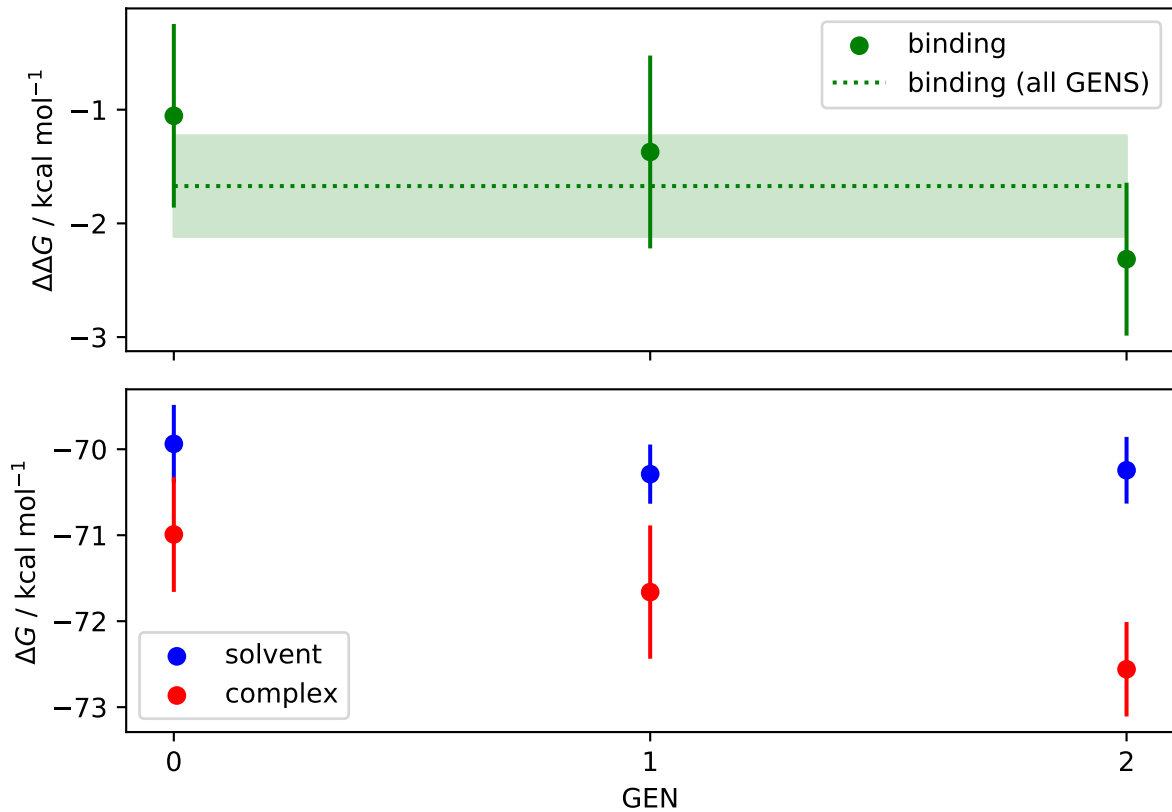 binding
binding (all GENS)
−1
−2
−3
ΔΔG / kcal mol⁻¹
−70
−71
−72
−73
ΔG / kcal mol⁻¹
solvent
complex
0 1 2
GEN